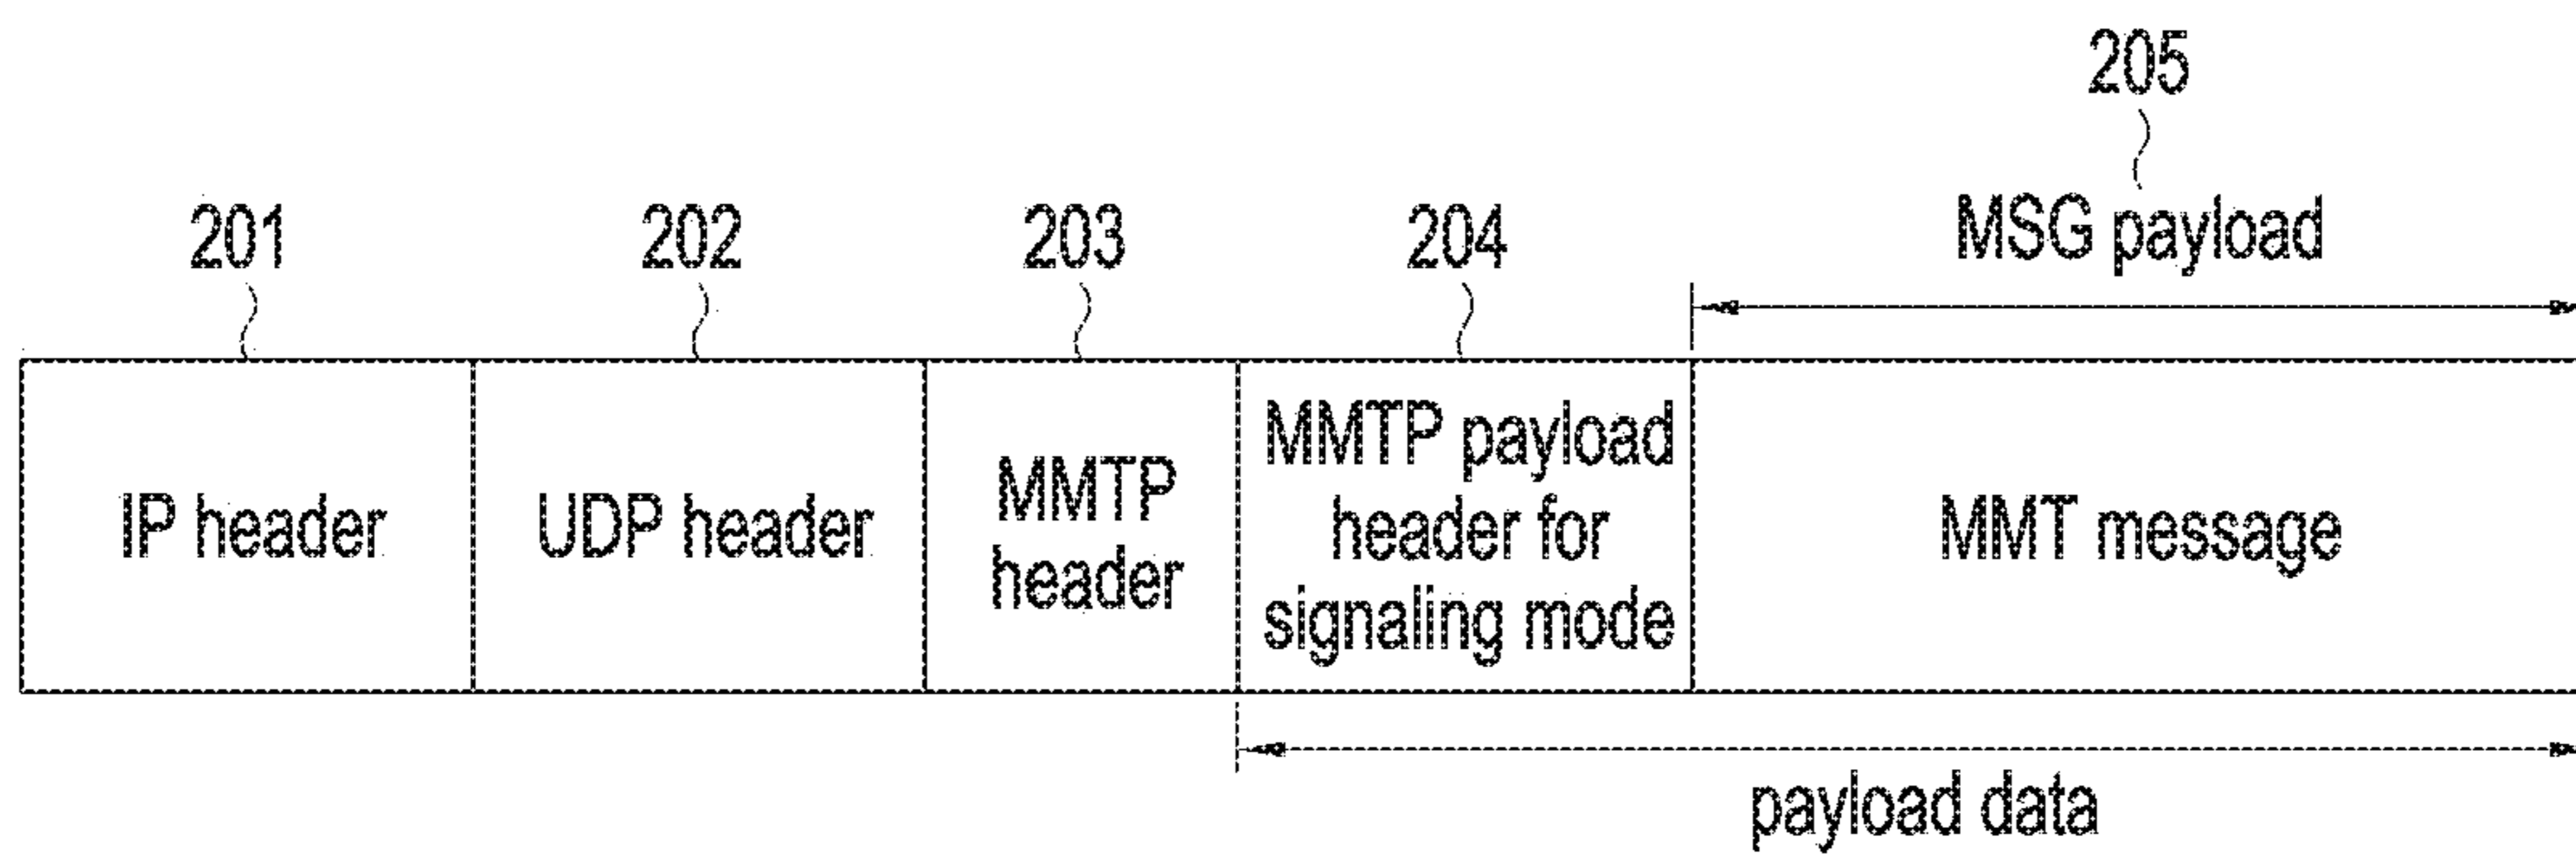 205
MSG payload
201
202
203
204
IP header
UDP header
MMTP
header
MMTP payload
header for
signaling mode
MMT message
payload data